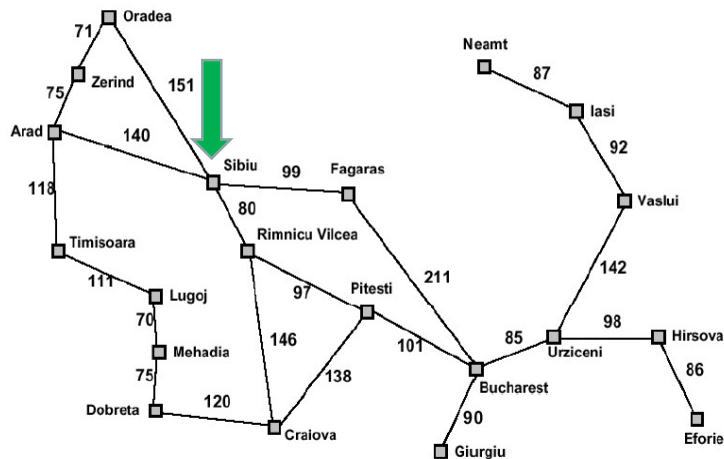 Oradea
71
Neamt
87
Zerind
75
151
Iasi
Arad
140
92
Sibiu
99
Fagaras
118
80
Vaslui
Rimnicu Vilcea
Timisoara
111
97
Pitesti
211
142
Lugoj
70
98
Hirsova
146
101
85
Urziceni
Mehadia
138
86
75
Bucharest
120
90
Dobreta
Craiova
Eforie
Giurgiu